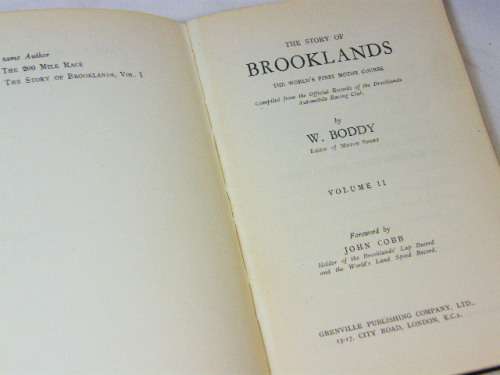 same Author
THE 200 MILE RACE
THE STORY OF BROOKLANDS, VOL. I
THE STORY OF
BROOKLANDS
THE WORLD'S FIRST MOTOR COURSE
Compiled from the Official Records of the Brooklands
Automobile Racing Club.
by
W. BODDY
EDITOR OF MOTOR SPORT
VOLUME II
Foreword by
JOHN COBB
Holder of the Brooklands' Lap Record
and the World's Land Speed Record.
GRENVILLE PUBLISHING COMPANY, LTD.,
15-17, CITY ROAD, LONDON, E.C.1.